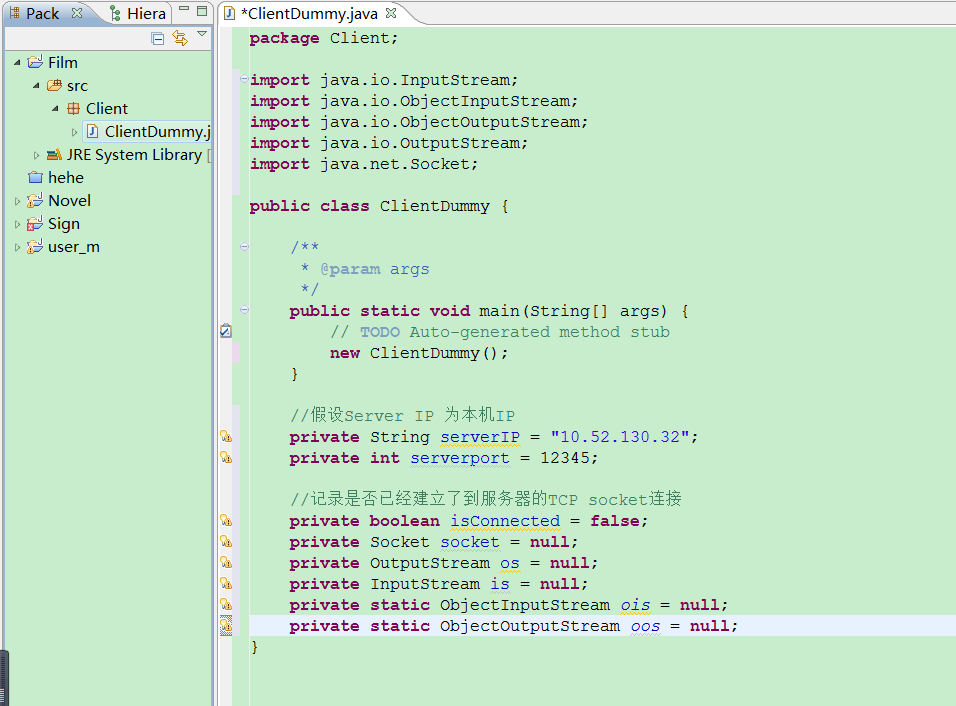 Pack
Hiera
Film
src
Client
ClientDummy.j
JRE System Library [
hehe
Novel
Sign
user_m
*ClientDummy.java
package Client;
import java.io.InputStream;
import java.io.ObjectInputStream;
import java.io.ObjectOutputStream;
import java.io.OutputStream;
import java.net.Socket;
public class ClientDummy {
/**
* @param args
*/
public static void main(String[] args) {
// TODO Auto-generated method stub
new ClientDummy();
}
//假设Server IP 为本机IP
private String serverIP = "10.52.130.32";
private int serverport = 12345;
//记录是否已经建立了到服务器的TCP socket连接
private boolean isConnected = false;
private Socket socket = null;
private OutputStream os = null;
private InputStream is = null;
private static ObjectInputStream ois = null;
private static ObjectOutputStream oos = null;
}